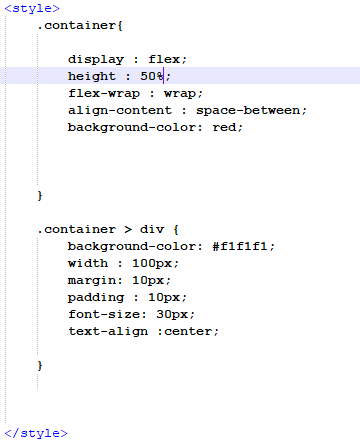 <style>
.container{
display : flex;
height : 50%;
flex-wrap : wrap;
align-content : space-between;
background-color: red;
}
.container > div {
background-color: #f1f1f1;
width : 100px;
margin: 10px;
padding : 10px;
font-size: 30px;
text-align :center;
}
</style>